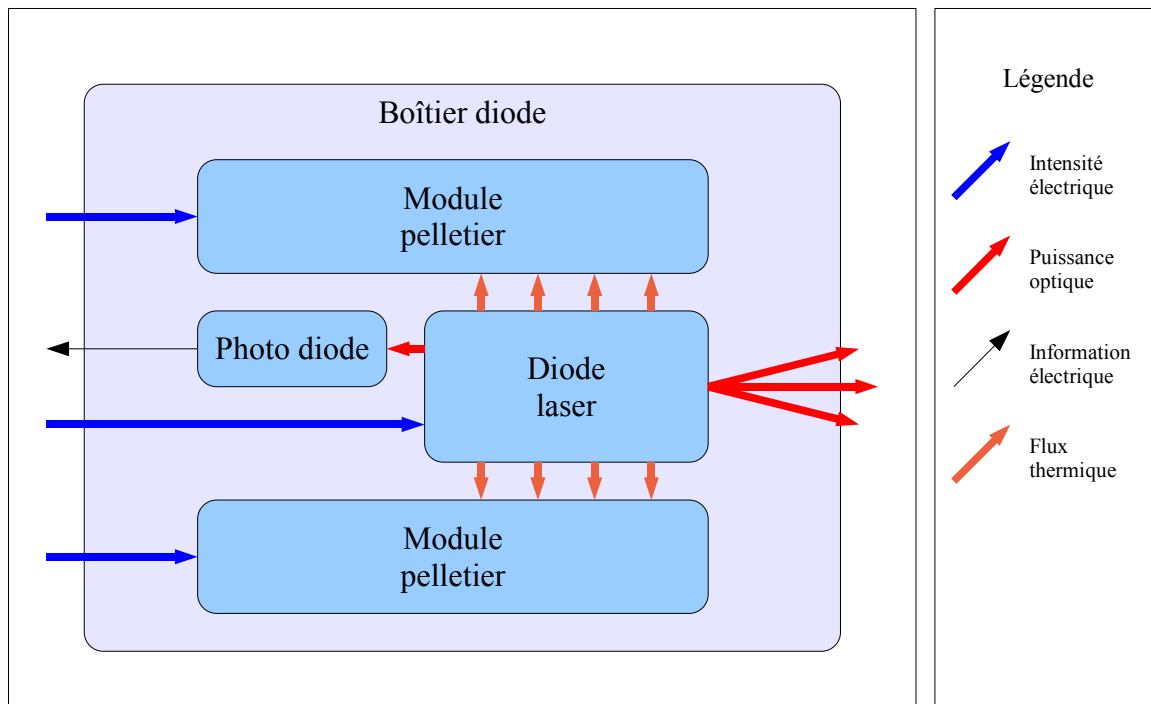 Boîtier diode
Module
pelletier
Photo diode
Diode
laser
Module
pelletier
Légende
Intensité
électrique
Puissance
optique
Information
électrique
Flux
thermique